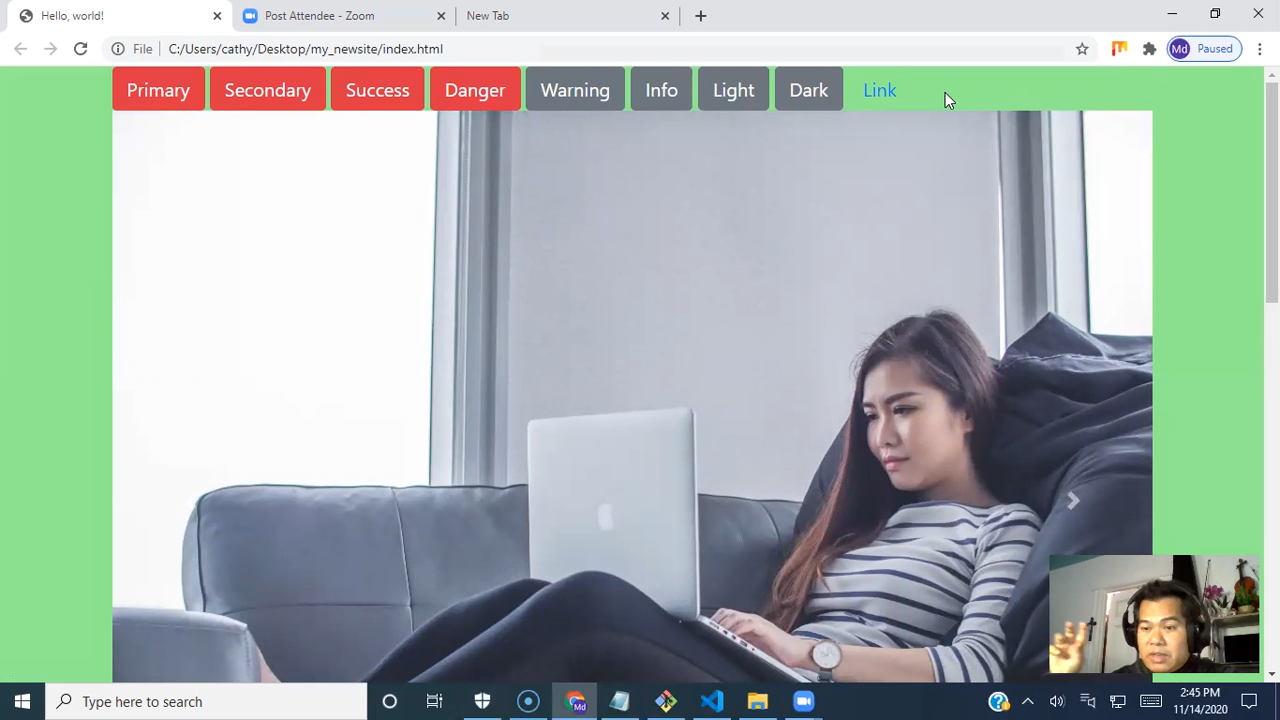 Hello, world!
Post Attendee - Zoom
New Tab
File
C:/Users/cathy/Desktop/my_newsite/index.html
Md
Paused
Primary
Secondary
Success
Danger
Warning
Info
Light
Dark
Link
Type here to search
Md
2:45 PM
11/14/2020